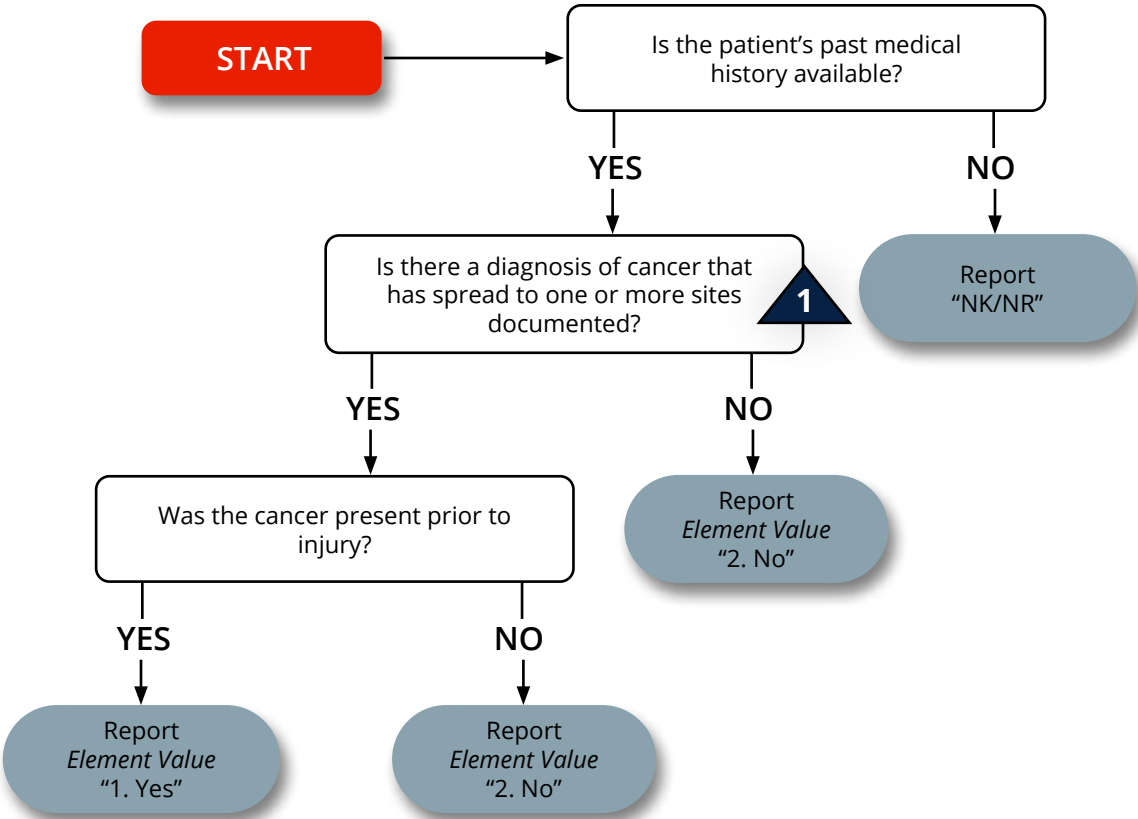 START
Is the patient’s past medical
history available?
YES
NO
Is there a diagnosis of cancer that
has spread to one or more sites
documented?
1
Report
“NK/NR”
YES
NO
Was the cancer present prior to
injury?
Report
Element Value
“2. No”
YES
NO
Report
Element Value
“1. Yes”
Report
Element Value
“2. No”